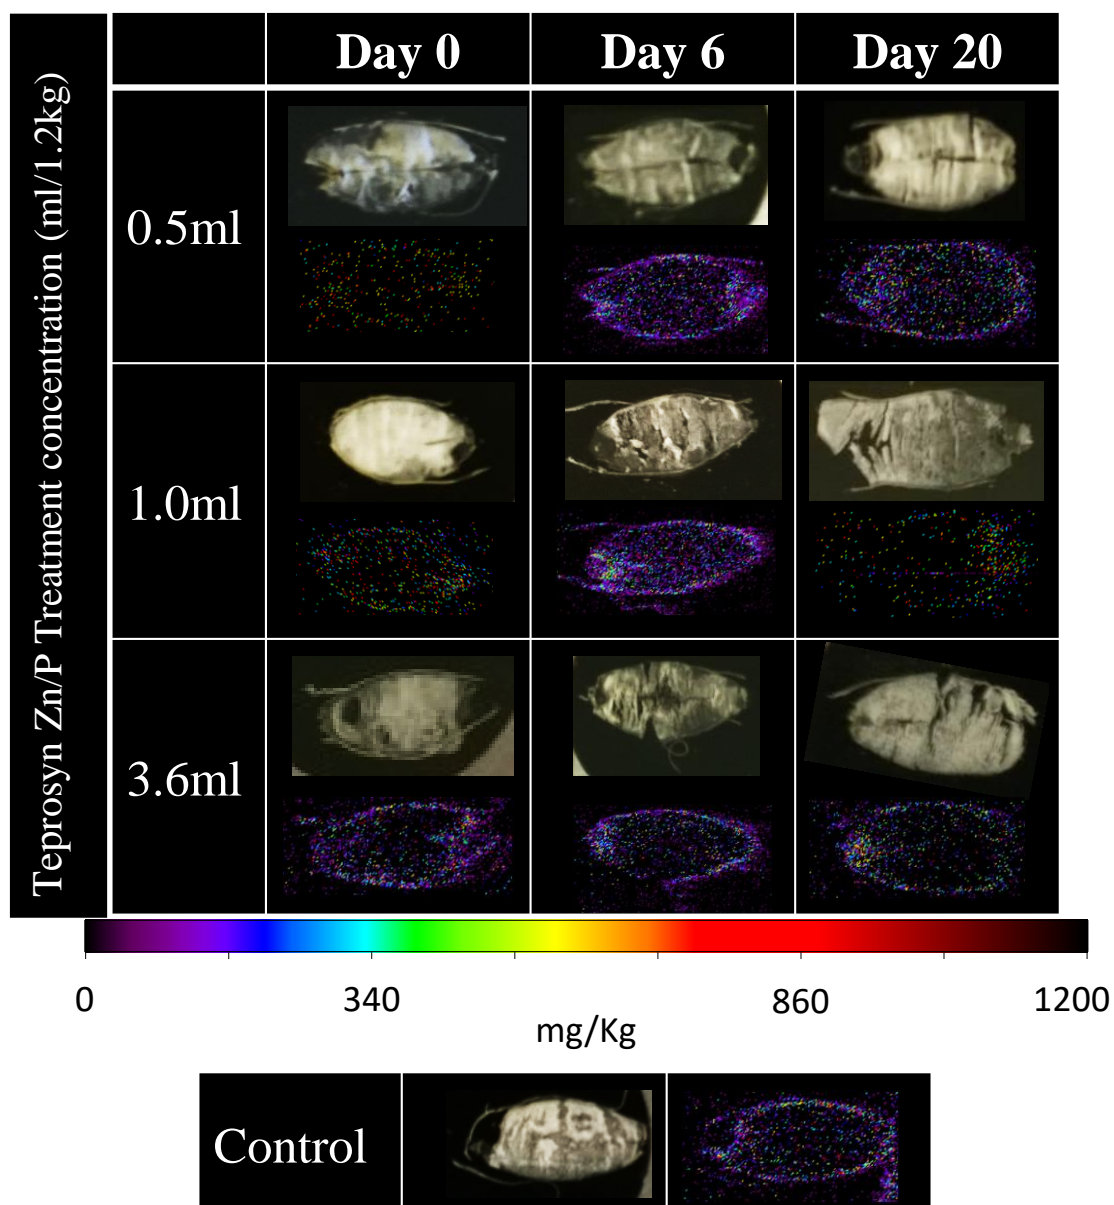 Teprosyn Zn/P Treatment concentration (ml/1.2kg)
Day 0
Day 6
Day 20
0.5ml
1.0ml
3.6ml
0
340
860
1200
mg/Kg
Control